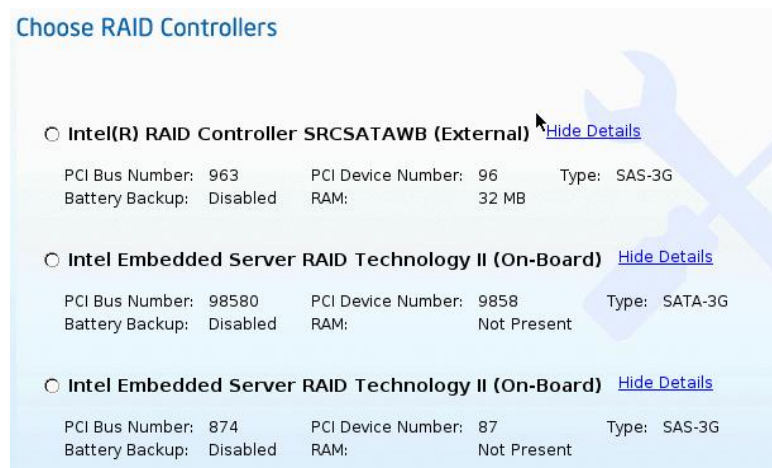 Choose RAID Controllers
Intel(R) RAID Controller SRCSATAWB (External) Hide Details
PCI Bus Number: 963 PCI Device Number: 96 Type: SAS-3G
Battery Backup: Disabled RAM: 32 MB
Intel Embedded Server RAID Technology II (On-Board) Hide Details
PCI Bus Number: 98580 PCI Device Number: 9858 Type: SATA-3G
Battery Backup: Disabled RAM: Not Present
Intel Embedded Server RAID Technology II (On-Board) Hide Details
PCI Bus Number: 874 PCI Device Number: 87 Type: SAS-3G
Battery Backup: Disabled RAM: Not Present